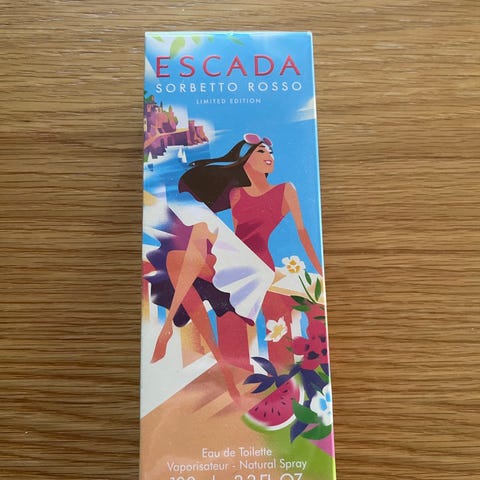 ESCADA
SORBETTO ROSSO
LIMITED EDITION
Eau de Toilette
Vaporisateur - Natural Spray